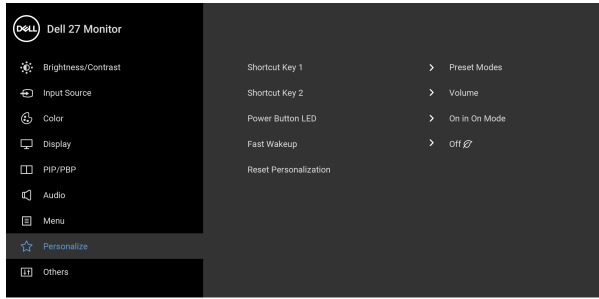 DELL Dell 27 Monitor
Brightness/Contrast
Input Source
Color
Display
PIP/PBP
Audio
Menu
Personalize
Others
Shortcut Key 1 > Preset Modes
Shortcut Key 2 > Volume
Power Button LED > On in On Mode
Fast Wakeup > Off
Reset Personalization